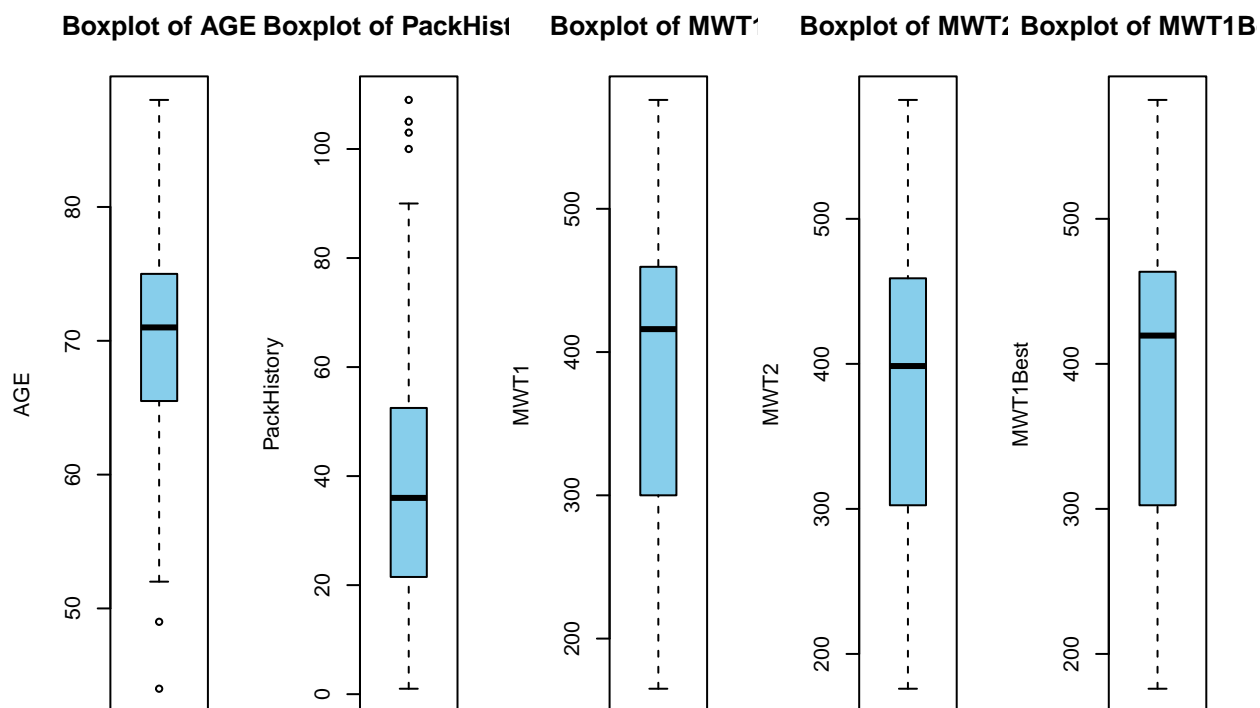 Boxplot of AGE
Boxplot of PackHist
Boxplot of MWT1
Boxplot of MWT2
Boxplot of MWT1B
AGE
50
60
70
80
PackHistory
0
20
40
60
80
100
MWT1
200
300
400
500
MWT2
200
300
400
500
MWT1Best
200
300
400
500